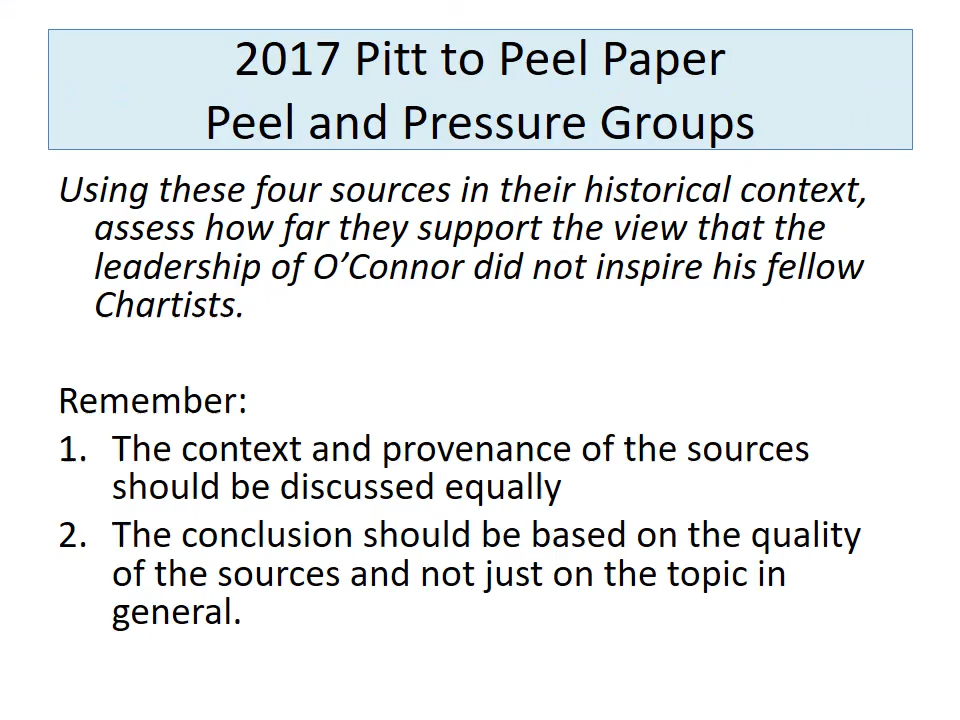 2017 Pitt to Peel Paper
Peel and Pressure Groups
Using these four sources in their historical context,
assess how far they support the view that the
leadership of O’Connor did not inspire his fellow
Chartists.
Remember:
1. The context and provenance of the sources
should be discussed equally
2. The conclusion should be based on the quality
of the sources and not just on the topic in
general.